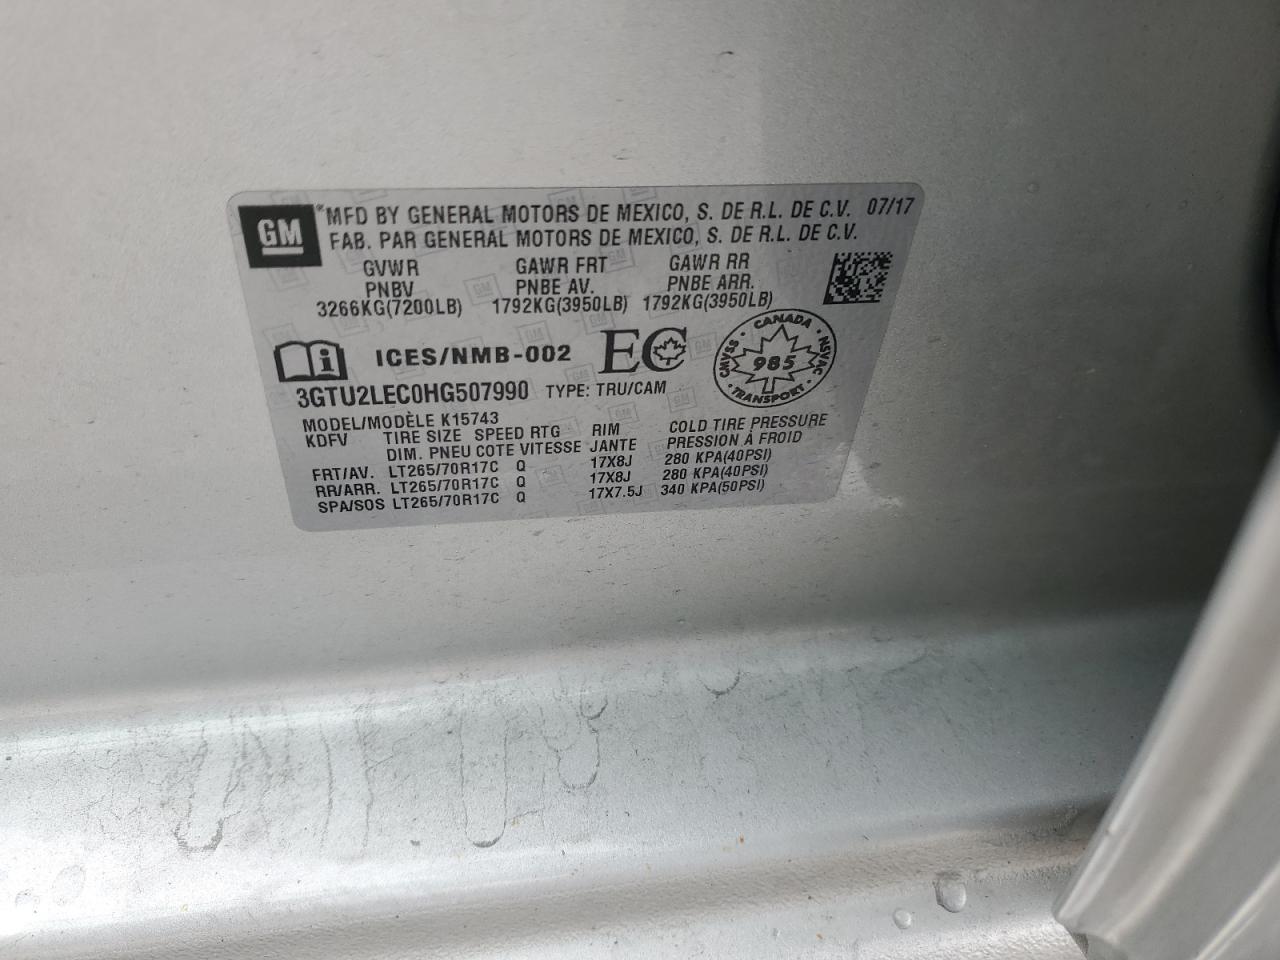 GM
*MFD BY GENERAL MOTORS DE MEXICO, S. DE R.L. DE C.V. 07/17
FAB. PAR GENERAL MOTORS DE MEXICO, S. DE R.L. DE C.V.
GVWR GAWR FRT GAWR RR
PNBV PNBE AV. PNBE ARR.
3266KG(7200LB) 1792KG(3950LB) 1792KG(3950LB)
i ICES/NMB-002 EC
CANADA
CMVSS 985 NSVAC
TRANSPORT
3GTU2LEC0HG507990 TYPE: TRU/CAM
MODEL/MODÈLE K15743
KDFV TIRE SIZE SPEED RTG RIM COLD TIRE PRESSURE
DIM. PNEU COTE VITESSE JANTE PRESSION À FROID
FRT/AV. LT265/70R17C Q 17X8J 280 KPA(40PSI)
RR/ARR. LT265/70R17C Q 17X8J 280 KPA(40PSI)
SPA/SOS LT265/70R17C Q 17X7.5J 340 KPA(50PSI)